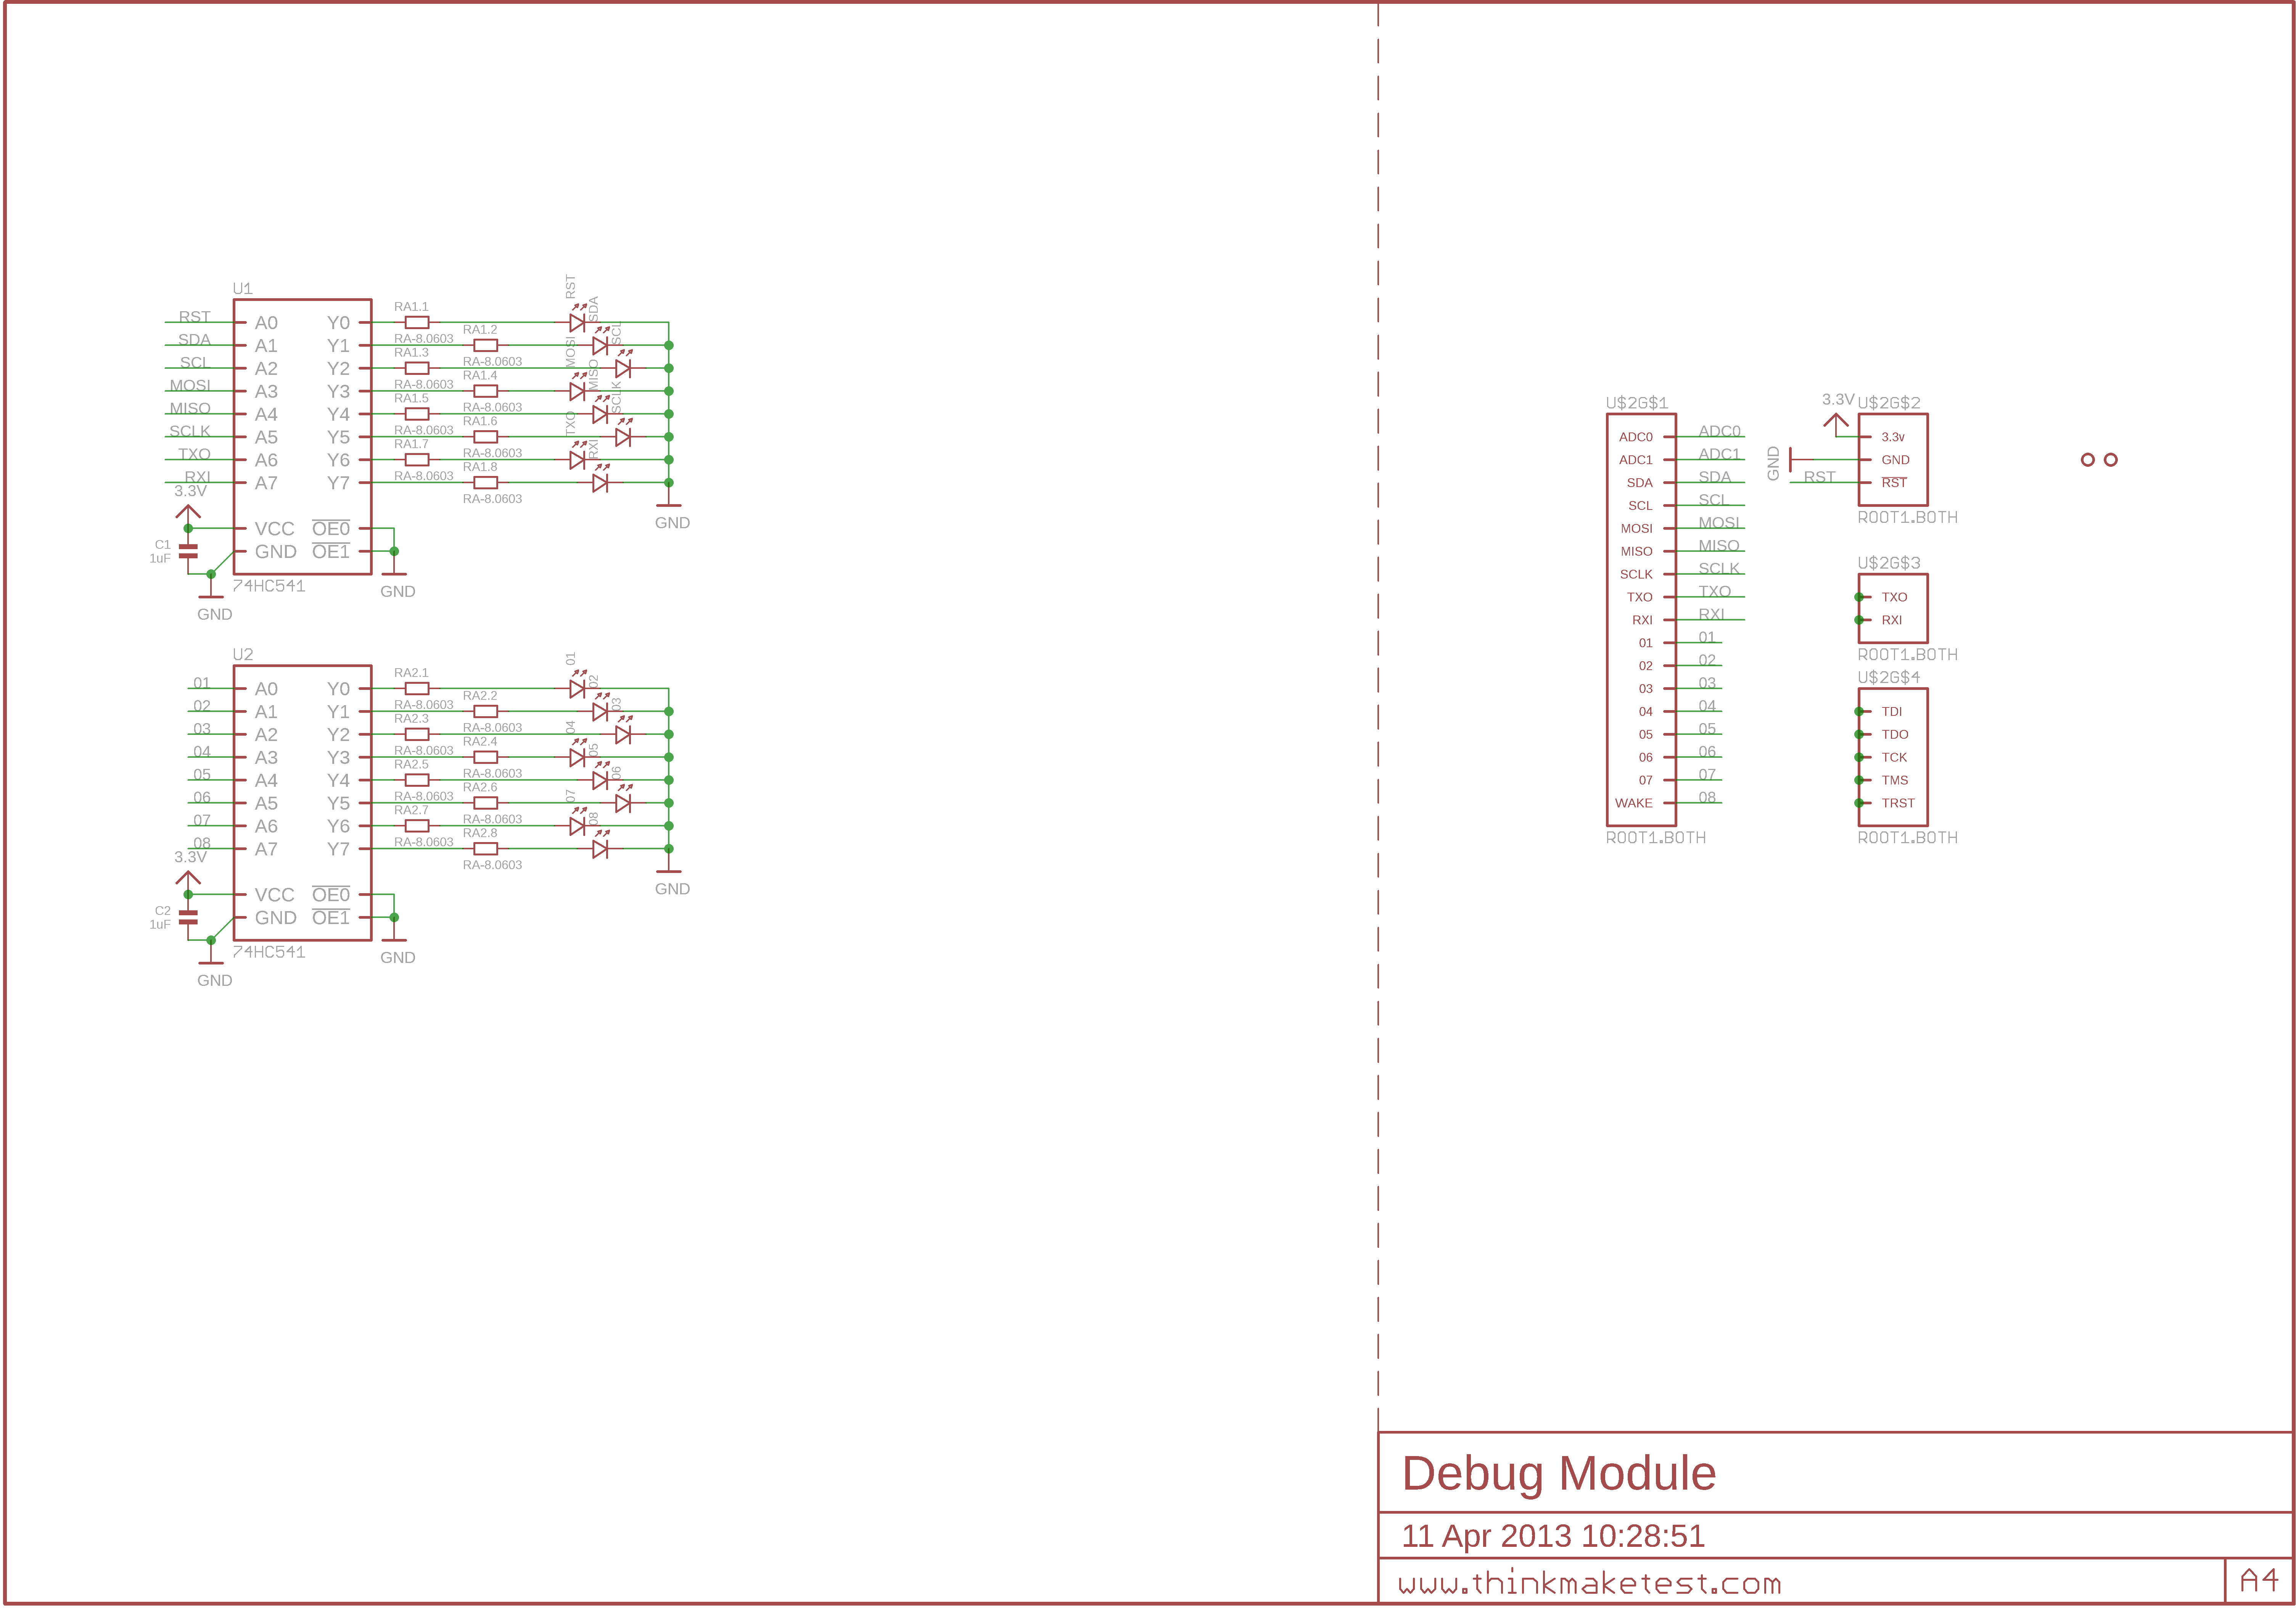 U1
RST A0 Y0 RA1.1 RA-8.0603 RST
SDA A1 Y1 RA1.2 RA-8.0603 SDA
SCL A2 Y2 RA1.3 RA-8.0603 SCL
MOSI A3 Y3 RA1.4 RA-8.0603 MOSI
MISO A4 Y4 RA1.5 RA-8.0603 MISO
SCLK A5 Y5 RA1.6 RA-8.0603 SCLK
TXO A6 Y6 RA1.7 RA-8.0603 TXO
RXI A7 Y7 RA1.8 RA-8.0603 RXI
3.3V
GND
VCC OE0
C1
1uF
GND OE1
74HC541
GND
GND
U2
01 A0 Y0 RA2.1 RA-8.0603 01
02 A1 Y1 RA2.2 RA-8.0603 02
03 A2 Y2 RA2.3 RA-8.0603 03
04 A3 Y3 RA2.4 RA-8.0603 04
05 A4 Y4 RA2.5 RA-8.0603 05
06 A5 Y5 RA2.6 RA-8.0603 06
07 A6 Y6 RA2.7 RA-8.0603 07
08 A7 Y7 RA2.8 RA-8.0603 08
3.3V
GND
VCC OE0
C2
1uF
GND OE1
74HC541
GND
GND
U$2G$1
ADC0 ADC0
ADC1 ADC1
SDA SDA
SCL SCL
MOSI MOSI
MISO MISO
SCLK SCLK
TXO TXO
RXI RXI
01 01
02 02
03 03
04 04
05 05
06 06
07 07
WAKE 08
ROOT1.BOTH
3.3V
U$2G$2
3.3v
GND GND
RST RST
ROOT1.BOTH
U$2G$3
TXO
RXI
ROOT1.BOTH
U$2G$4
TDI
TDO
TCK
TMS
TRST
ROOT1.BOTH
Debug Module
11 Apr 2013 10:28:51
www.thinkmaketest.com
A4